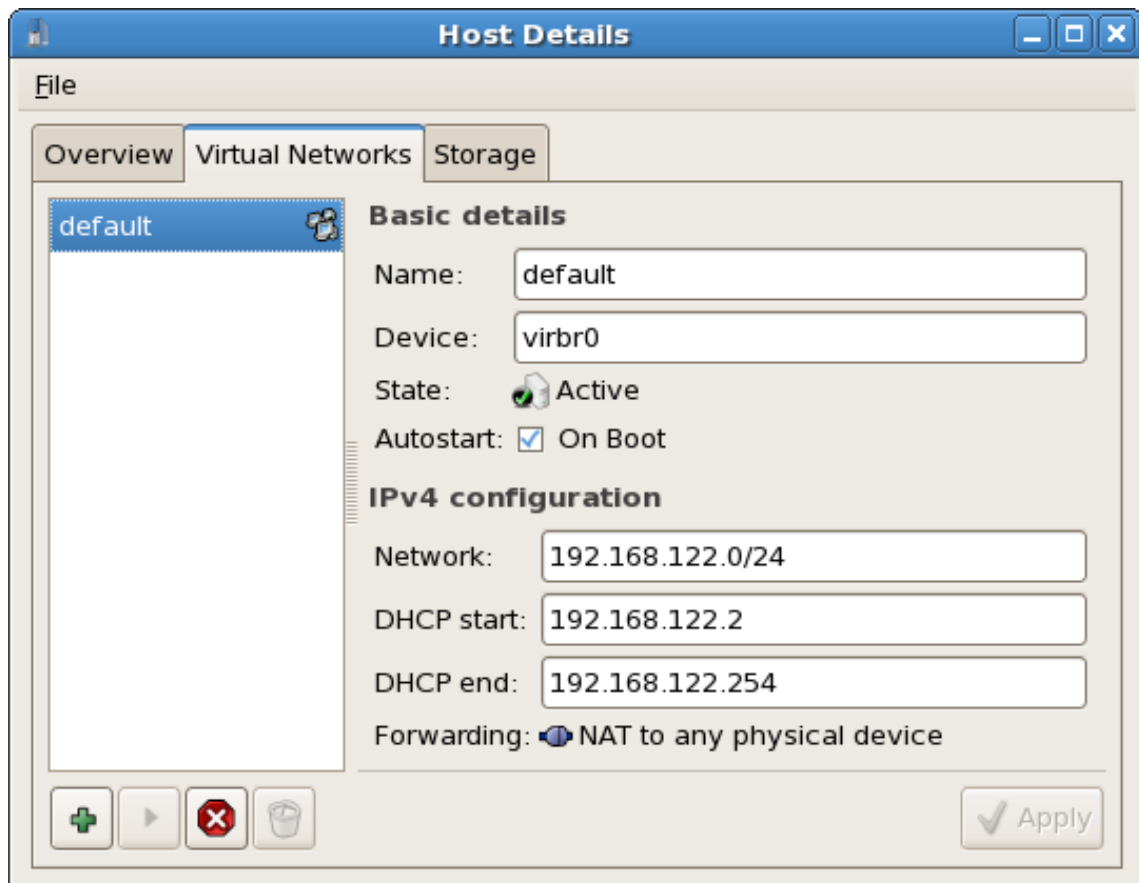 Host Details
File
Overview Virtual Networks Storage
default
Basic details
Name: default
Device: virbr0
State: Active
Autostart: On Boot
IPv4 configuration
Network: 192.168.122.0/24
DHCP start: 192.168.122.2
DHCP end: 192.168.122.254
Forwarding: NAT to any physical device
Apply